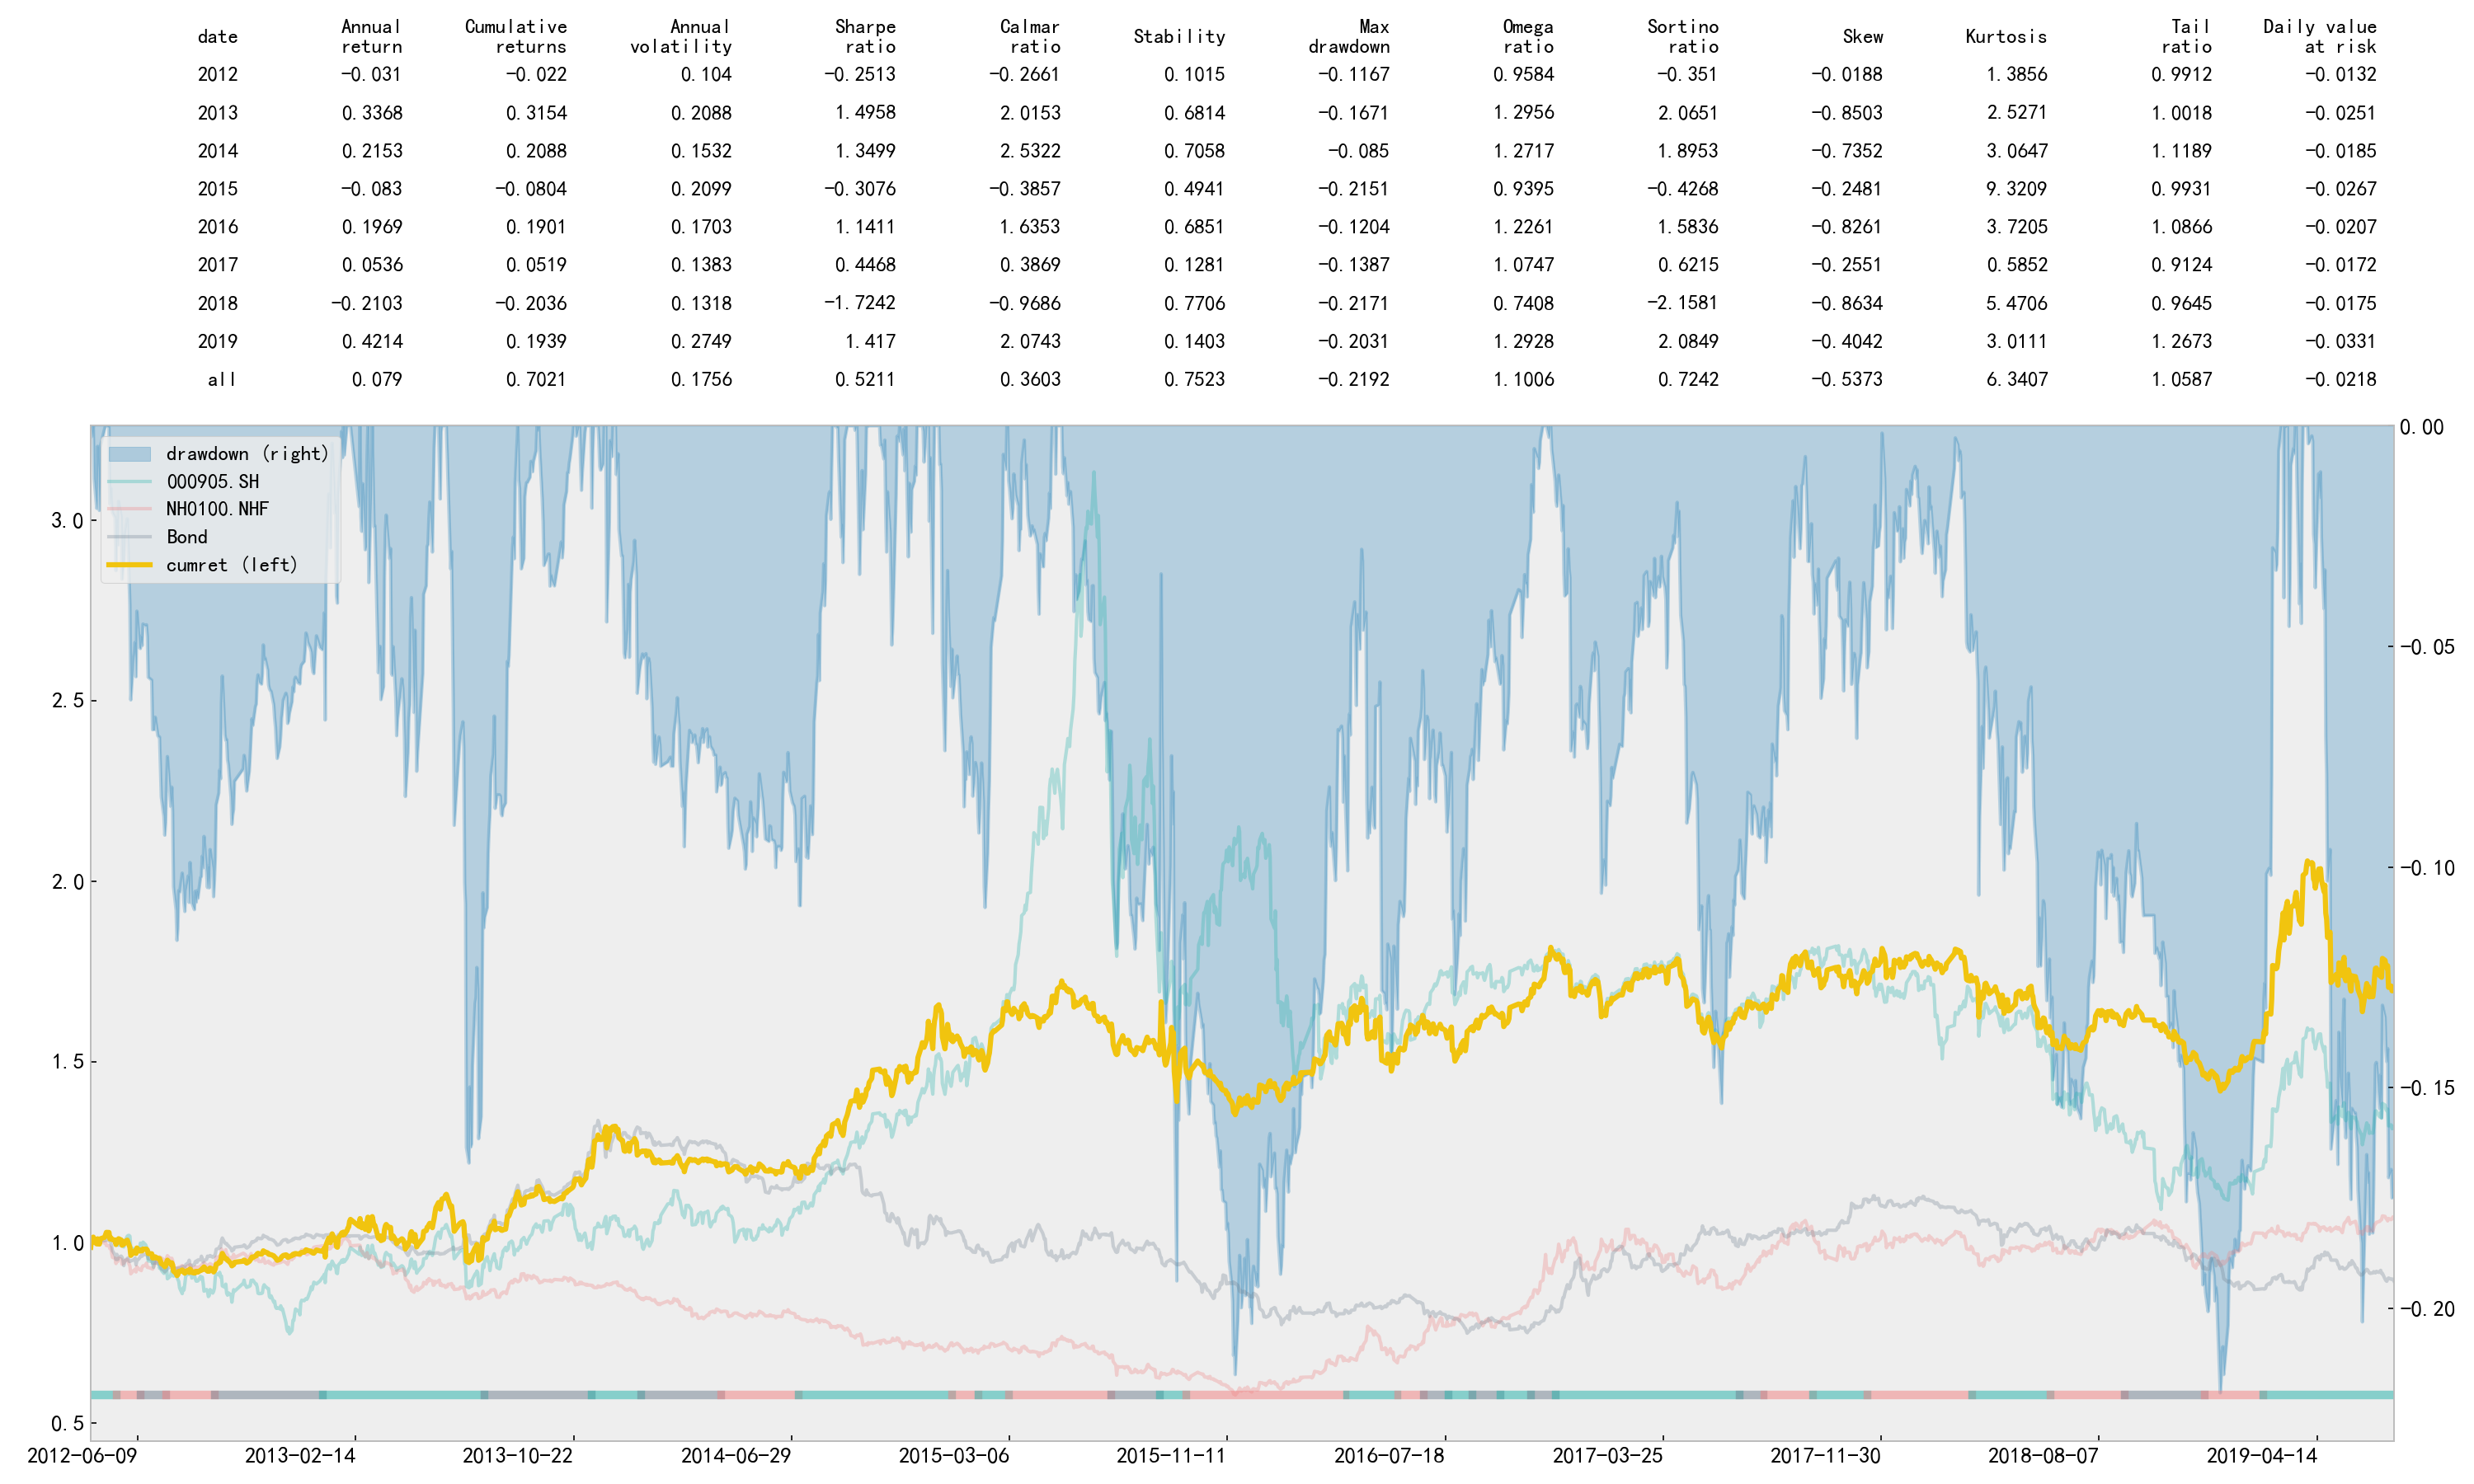 date Annual return Cumulative returns Annual volatility Sharpe ratio Calmar ratio Stability Max drawdown Omega ratio Sortino ratio Skew Kurtosis Tail ratio Daily value at risk
2012 -0.031 -0.022 0.104 -0.2513 -0.2661 0.1015 -0.1167 0.9584 -0.351 -0.0188 1.3856 0.9912 -0.0132
2013 0.3368 0.3154 0.2088 1.4958 2.0153 0.6814 -0.1671 1.2956 2.0651 -0.8503 2.5271 1.0018 -0.0251
2014 0.2153 0.2088 0.1532 1.3499 2.5322 0.7058 -0.085 1.2717 1.8953 -0.7352 3.0647 1.1189 -0.0185
2015 -0.083 -0.0804 0.2099 -0.3076 -0.3857 0.4941 -0.2151 0.9395 -0.4268 -0.2481 9.3209 0.9931 -0.0267
2016 0.1969 0.1901 0.1703 1.1411 1.6353 0.6851 -0.1204 1.2261 1.5836 -0.8261 3.7205 1.0866 -0.0207
2017 0.0536 0.0519 0.1383 0.4468 0.3869 0.1281 -0.1387 1.0747 0.6215 -0.2551 0.5852 0.9124 -0.0172
2018 -0.2103 -0.2036 0.1318 -1.7242 -0.9686 0.7706 -0.2171 0.7408 -2.1581 -0.8634 5.4706 0.9645 -0.0175
2019 0.4214 0.1939 0.2749 1.417 2.0743 0.1403 -0.2031 1.2928 2.0849 -0.4042 3.0111 1.2673 -0.0331
all 0.079 0.7021 0.1756 0.5211 0.3603 0.7523 -0.2192 1.1006 0.7242 -0.5373 6.3407 1.0587 -0.0218
drawdown (right)
000905.SH
NH0100.NHF
Bond
cumret (left)
3.0
2.5
2.0
1.5
1.0
0.5
0.00
-0.05
-0.10
-0.15
-0.20
2012-06-09 2013-02-14 2013-10-22 2014-06-29 2015-03-06 2015-11-11 2016-07-18 2017-03-25 2017-11-30 2018-08-07 2019-04-14